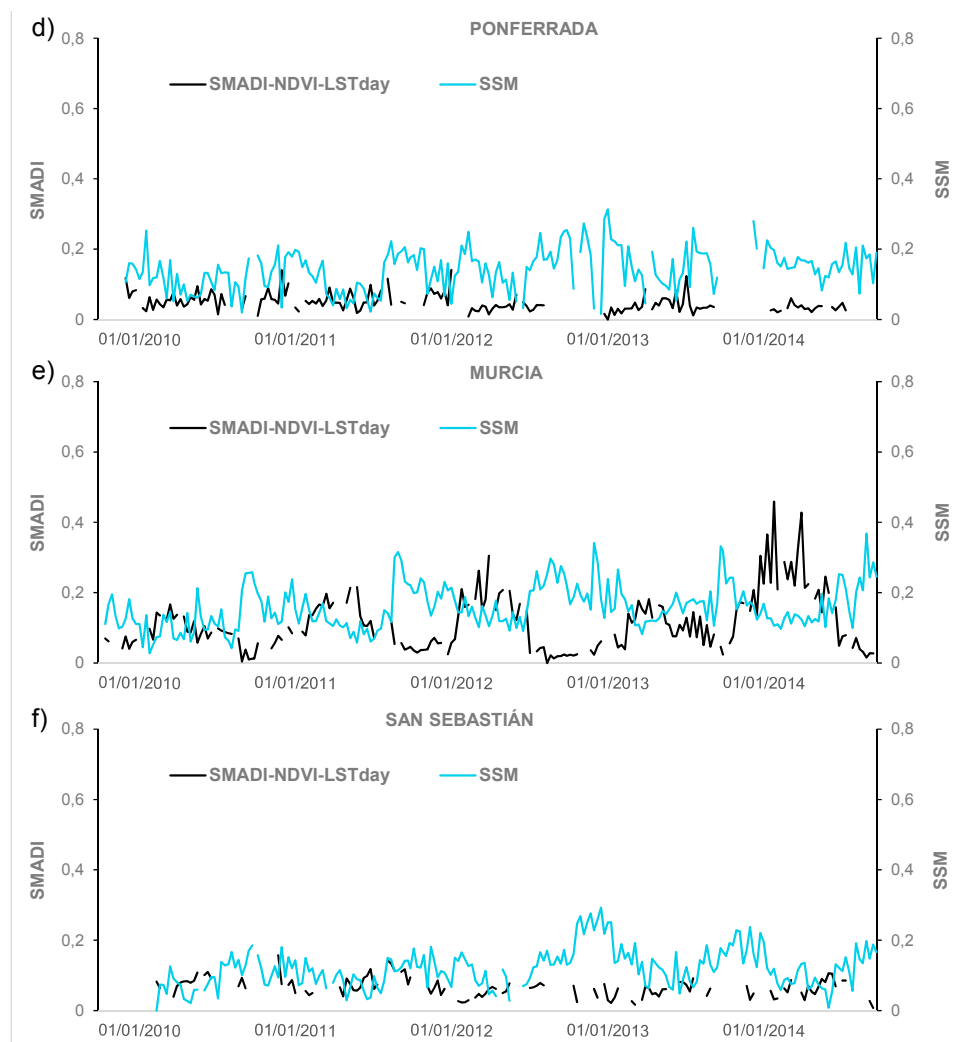 d)
PONFERRADA
0,8
0,8
SMADI-NDVI-LSTday
SSM
0,6
0,6
0,4
0,4
0,2
0,2
0
0
SMADI
SSM
01/01/2010
01/01/2011
01/01/2012
01/01/2013
01/01/2014
e)
MURCIA
0,8
0,8
SMADI-NDVI-LSTday
SSM
0,6
0,6
0,4
0,4
0,2
0,2
0
0
SMADI
SSM
01/01/2010
01/01/2011
01/01/2012
01/01/2013
01/01/2014
f)
SAN SEBASTIÁN
0,8
0,8
SMADI-NDVI-LSTday
SSM
0,6
0,6
0,4
0,4
0,2
0,2
0
0
SMADI
SSM
01/01/2010
01/01/2011
01/01/2012
01/01/2013
01/01/2014